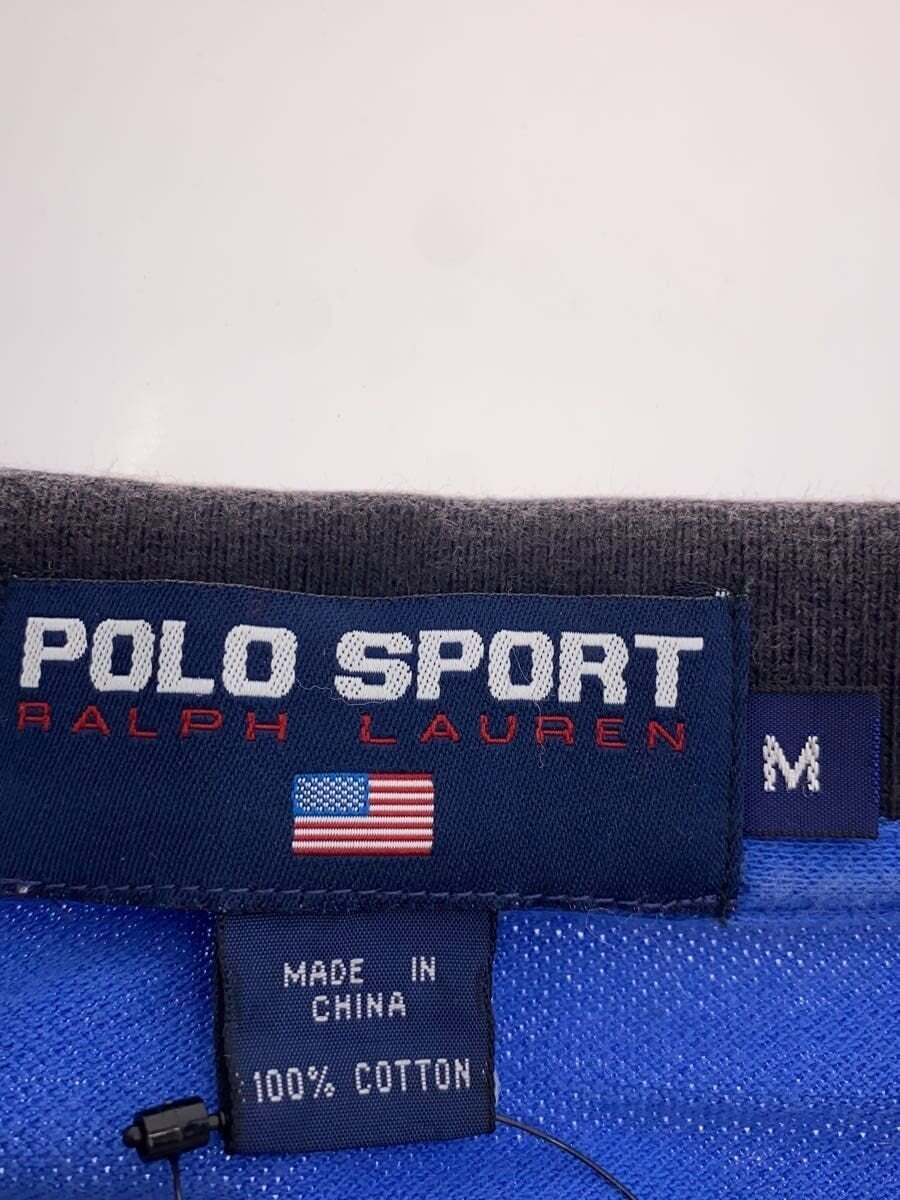 POLO SPORT
RALPH LAUREN
M
MADE IN
CHINA
100% COTTON